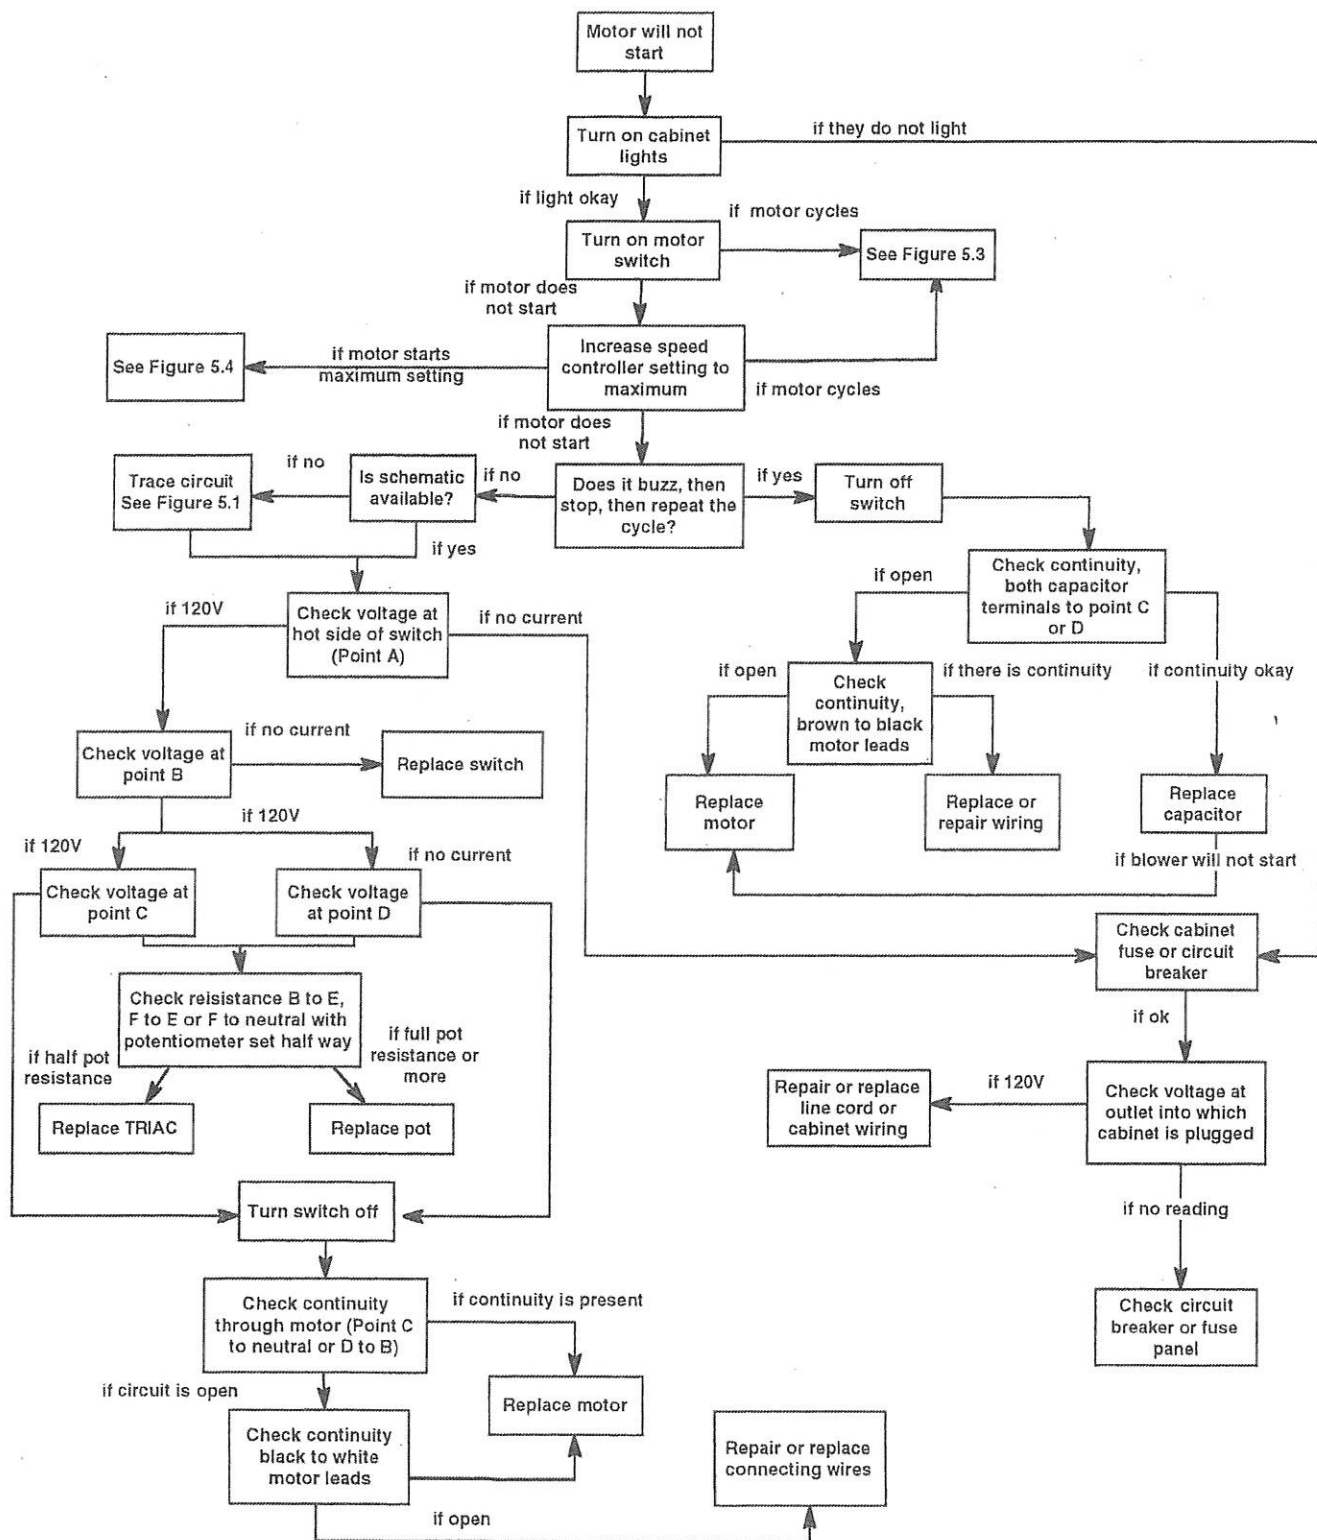 Motor will not
start
Turn on cabinet
lights
if they do not light
if light okay
Turn on motor
switch
if motor cycles
See Figure 5.3
if motor does
not start
Increase speed
controller setting to
maximum
if motor starts
maximum setting
See Figure 5.4
if motor cycles
if motor does
not start
Does it buzz, then
stop, then repeat the
cycle?
if no
Is schematic
available?
if no
Trace circuit
See Figure 5.1
if yes
if yes
Turn off
switch
Check continuity,
both capacitor
terminals to point C
or D
if open
if continuity okay
Check
continuity,
brown to black
motor leads
if open
if there is continuity
Replace
motor
Replace or
repair wiring
Replace
capacitor
if blower will not start
Check voltage at
hot side of switch
(Point A)
if 120V
if no current
Check voltage at
point B
if no current
Replace switch
if 120V
if 120V
Check voltage at
point C
Check voltage
at point D
if no current
Check reisistance B to E,
F to E or F to neutral with
potentiometer set half way
if half pot
resistance
if full pot
resistance or
more
Replace TRIAC
Replace pot
Turn switch off
Check continuity
through motor (Point C
to neutral or D to B)
if continuity is present
if circuit is open
Replace motor
Check continuity
black to white
motor leads
if open
Repair or replace
connecting wires
Check cabinet
fuse or circuit
breaker
if ok
Check voltage at
outlet into which
cabinet is plugged
if 120V
Repair or replace
line cord or
cabinet wiring
if no reading
Check circuit
breaker or fuse
panel